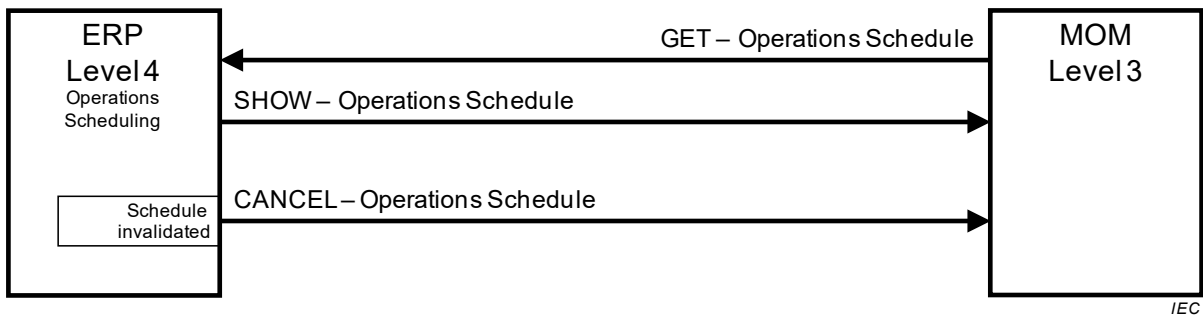 ERP
Level 4
Operations
Scheduling
GET – Operations Schedule
SHOW – Operations Schedule
Schedule
invalidated
CANCEL – Operations Schedule
MOM
Level 3
IEC